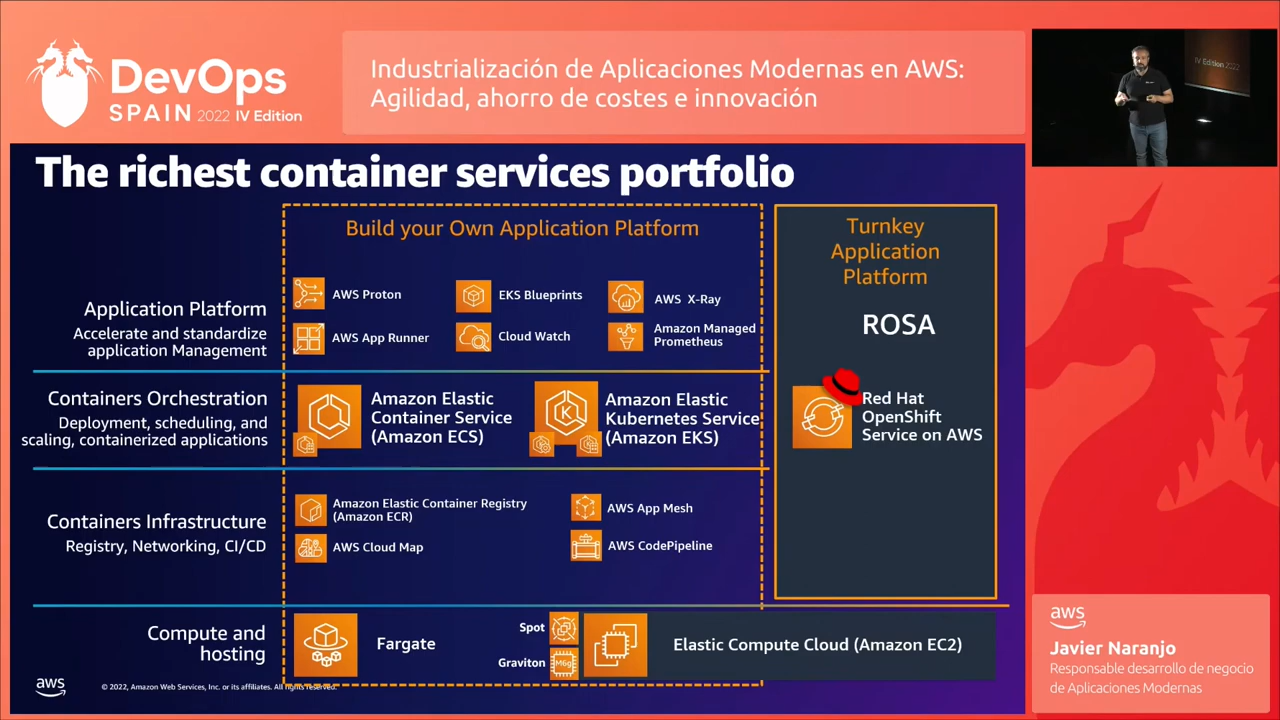 DevOps
SPAIN 2022 IV Edition
Industrialización de Aplicaciones Modernas en AWS:
Agilidad, ahorro de costes e innovación
IV Edition 2022
The richest container services portfolio
Build your Own Application Platform
Turnkey
Application
Platform
Application Platform
Accelerate and standardize
application Management
AWS Proton
EKS Blueprints
AWS X-Ray
AWS App Runner
Cloud Watch
Amazon Managed
Prometheus
ROSA
Containers Orchestration
Deployment, scheduling, and
scaling, containerized applications
Amazon Elastic
Container Service
(Amazon ECS)
K
Amazon Elastic
Kubernetes Service
(Amazon EKS)
Red Hat
OpenShift
Service on AWS
Containers Infrastructure
Registry, Networking, CI/CD
Amazon Elastic Container Registry
(Amazon ECR)
AWS App Mesh
AWS Cloud Map
AWS CodePipeline
Compute and
hosting
Fargate
Spot
Graviton
M6g
Elastic Compute Cloud (Amazon EC2)
aws
© 2022, Amazon Web Services, Inc. or its affiliates. All rights reserved.
aws
Javier Naranjo
Responsable desarrollo de negocio
de Aplicaciones Modernas